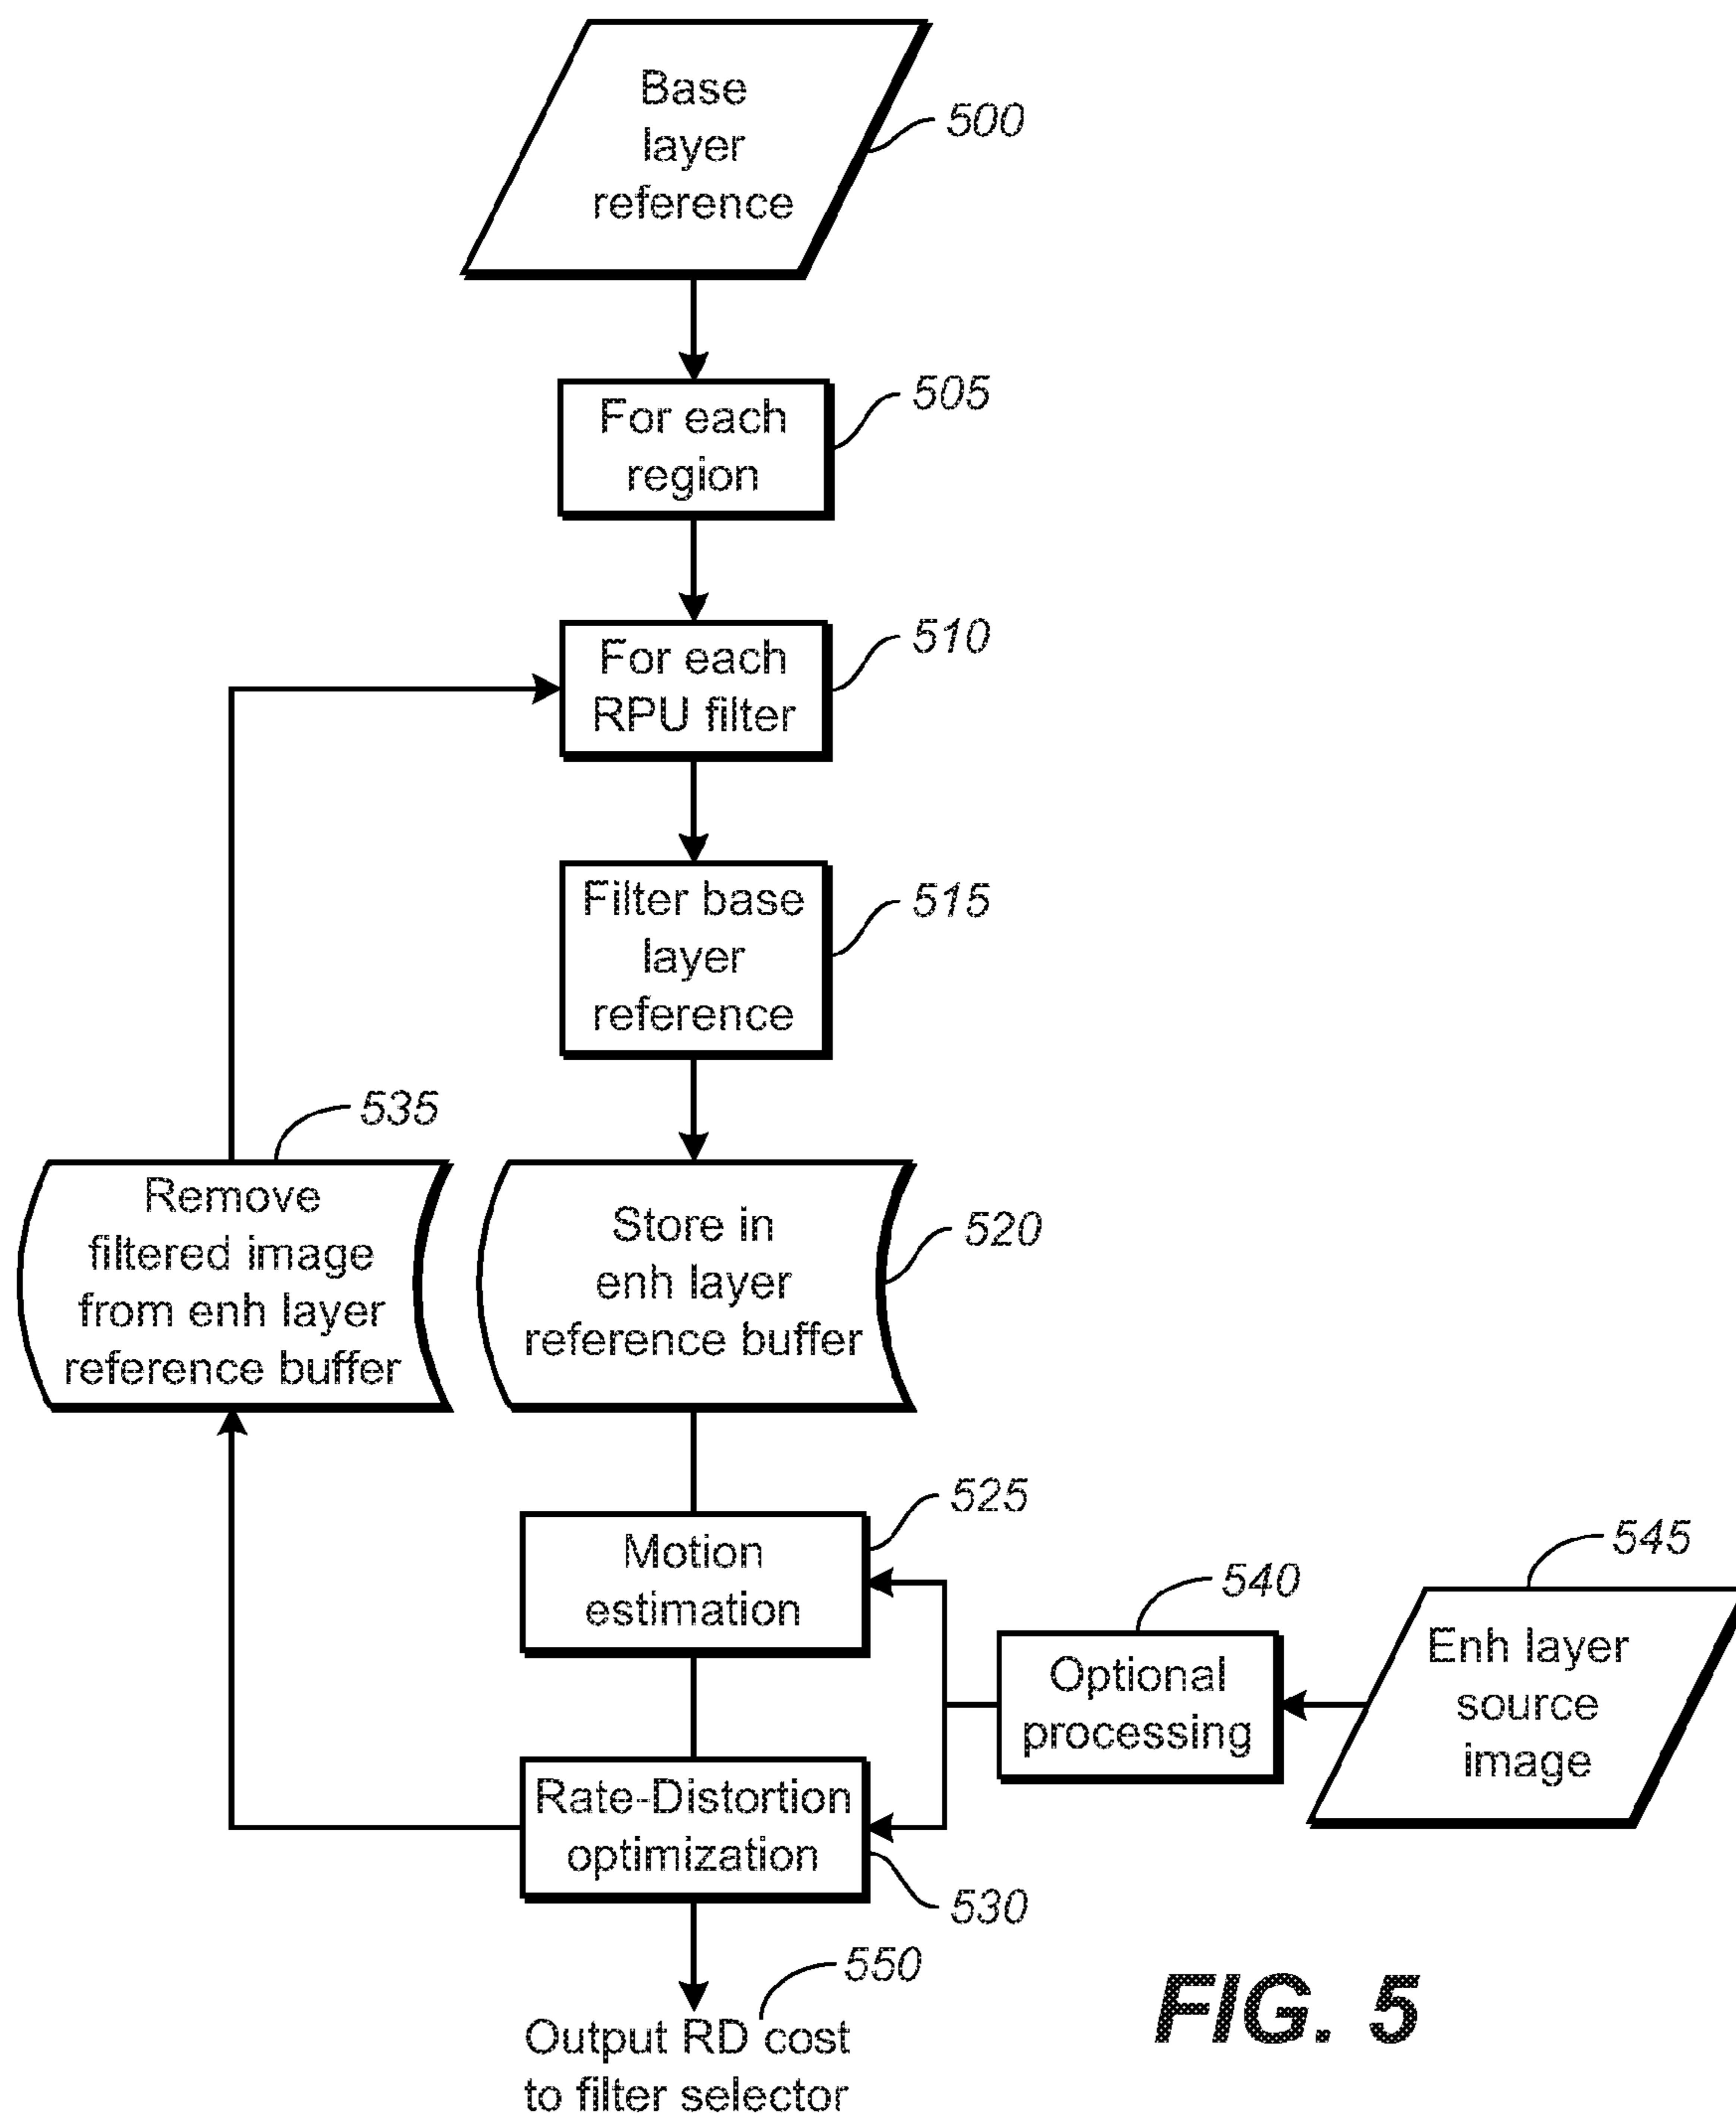 Base
layer
reference
500
For each
region
505
For each
RPU filter
510
Filter base
layer
reference
515
Remove
filtered image
from enh layer
reference buffer
535
Store in
enh layer
reference buffer
520
Motion
estimation
525
Optional
processing
540
Enh layer
source
image
545
Rate-Distortion
optimization
530
Output RD cost
to filter selector
550
FIG. 5